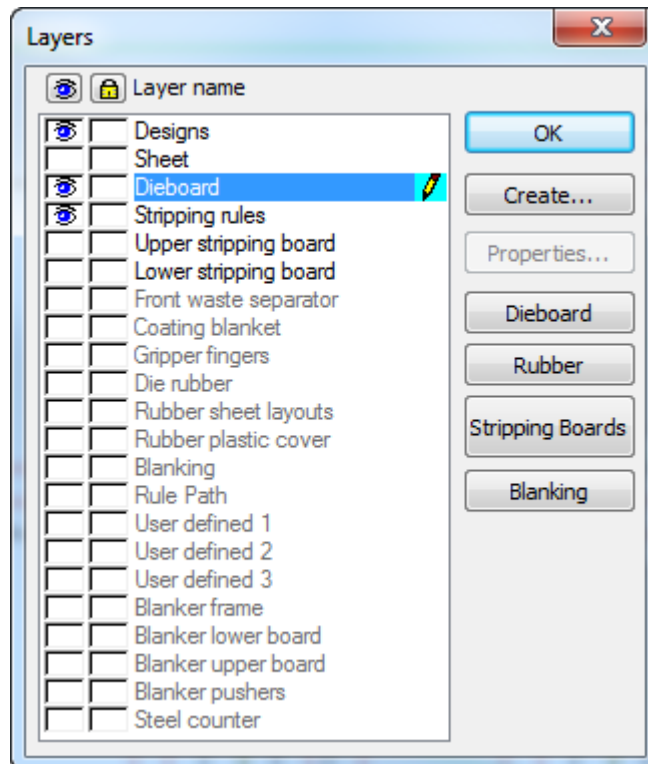 Layers
Layer name
Designs
Sheet
Dieboard
Stripping rules
Upper stripping board
Lower stripping board
Front waste separator
Coating blanket
Gripper fingers
Die rubber
Rubber sheet layouts
Rubber plastic cover
Blanking
Rule Path
User defined 1
User defined 2
User defined 3
Blanker frame
Blanker lower board
Blanker upper board
Blanker pushers
Steel counter
OK
Create...
Properties...
Dieboard
Rubber
Stripping Boards
Blanking